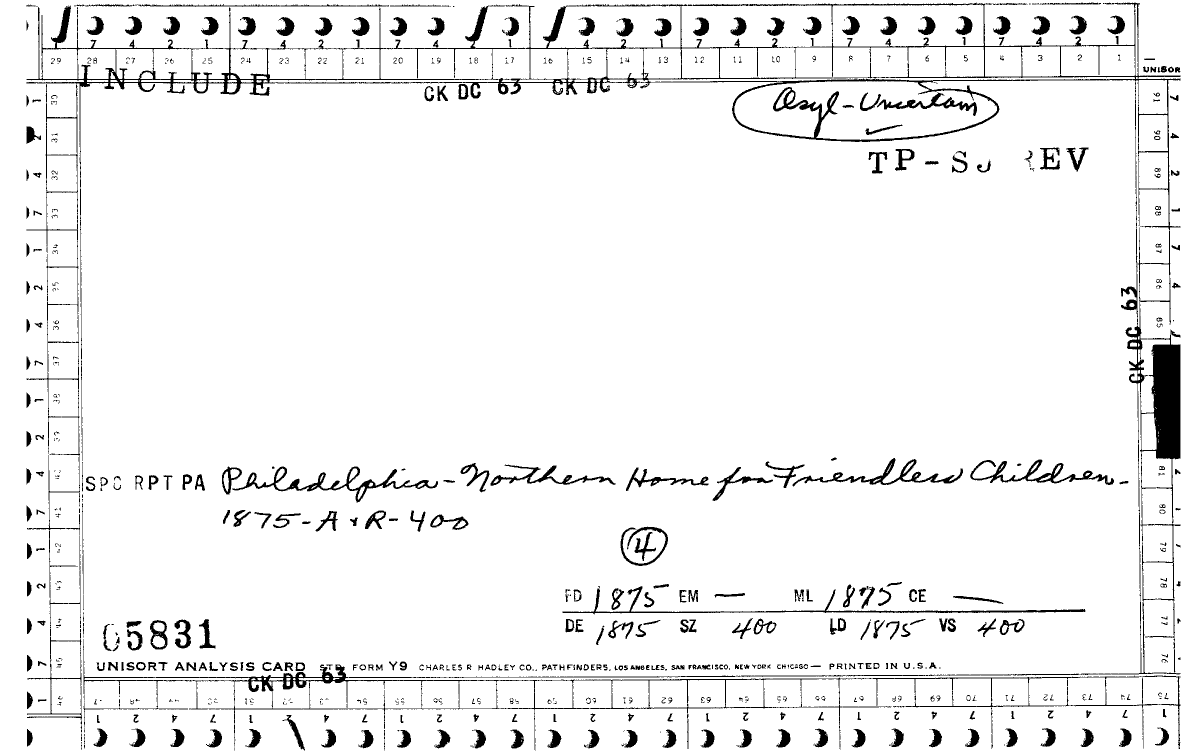 7 4 2 1 7 4 2 1 7 4 2 1 7 4 2 1 7 4 2 1 7 4 2 1 7 4 2 1
29 28 27 26 25 24 23 22 21 20 19 18 17 16 15 14 13 12 11 10 9 8 7 6 5 4 3 2 1
UNISOR
INCLUDE
CK DC 63 CK DC 63
Asyl-Uncertain
TP-S REV
CK DC 63
SPC RPT PA Philadelphia - Northern Home for Friendless Children -
1875 - A & R - 400
4
FD 1875 EM — ML 1875 CE —
DE 1875 SZ 400 LD 1875 VS 400
05831
UNISORT ANALYSIS CARD STD. FORM Y9 CHARLES R HADLEY CO., PATHFINDERS, LOS ANGELES, SAN FRANCISCO, NEW YORK CHICAGO — PRINTED IN U.S.A.
CK DC 63